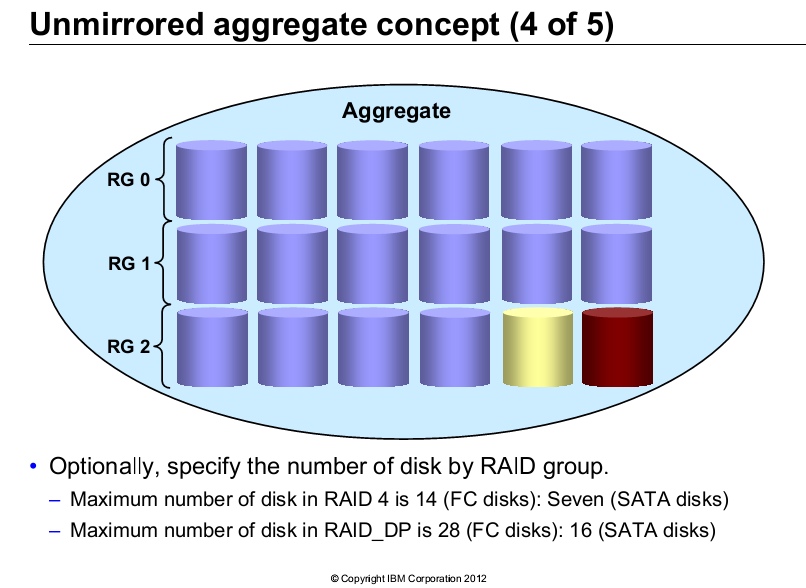 Unmirrored aggregate concept (4 of 5)
Aggregate
RG 0
RG 1
RG 2
• Optionally, specify the number of disk by RAID group.
– Maximum number of disk in RAID 4 is 14 (FC disks): Seven (SATA disks)
– Maximum number of disk in RAID_DP is 28 (FC disks): 16 (SATA disks)
© Copyright IBM Corporation 2012